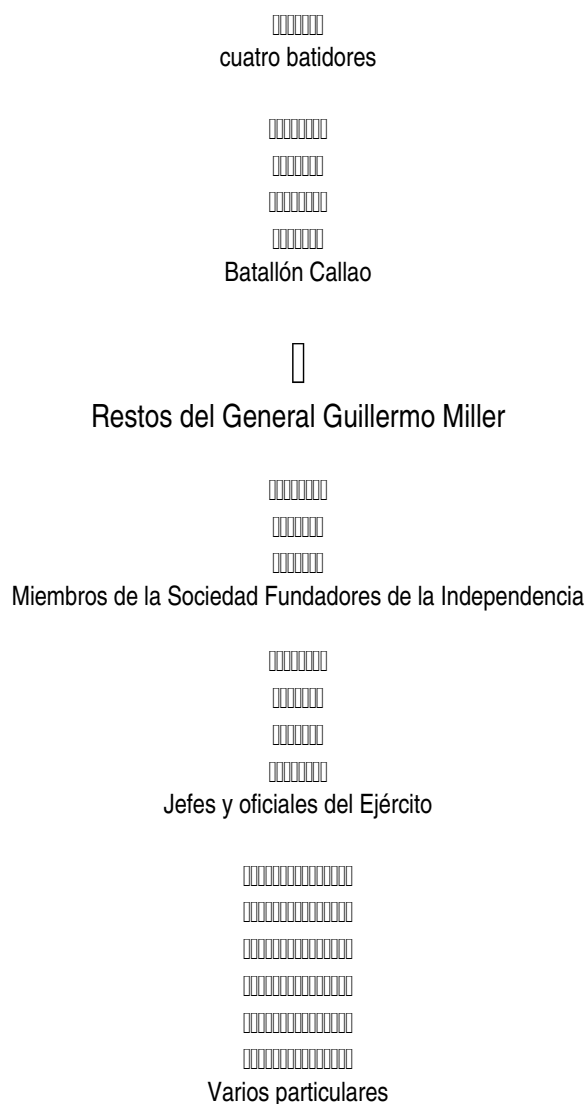 cuatro batidores
Batallón Callao
Restos del General Guillermo Miller
Miembros de la Sociedad Fundadores de la Independencia
Jefes y oficiales del Ejército
Varios particulares